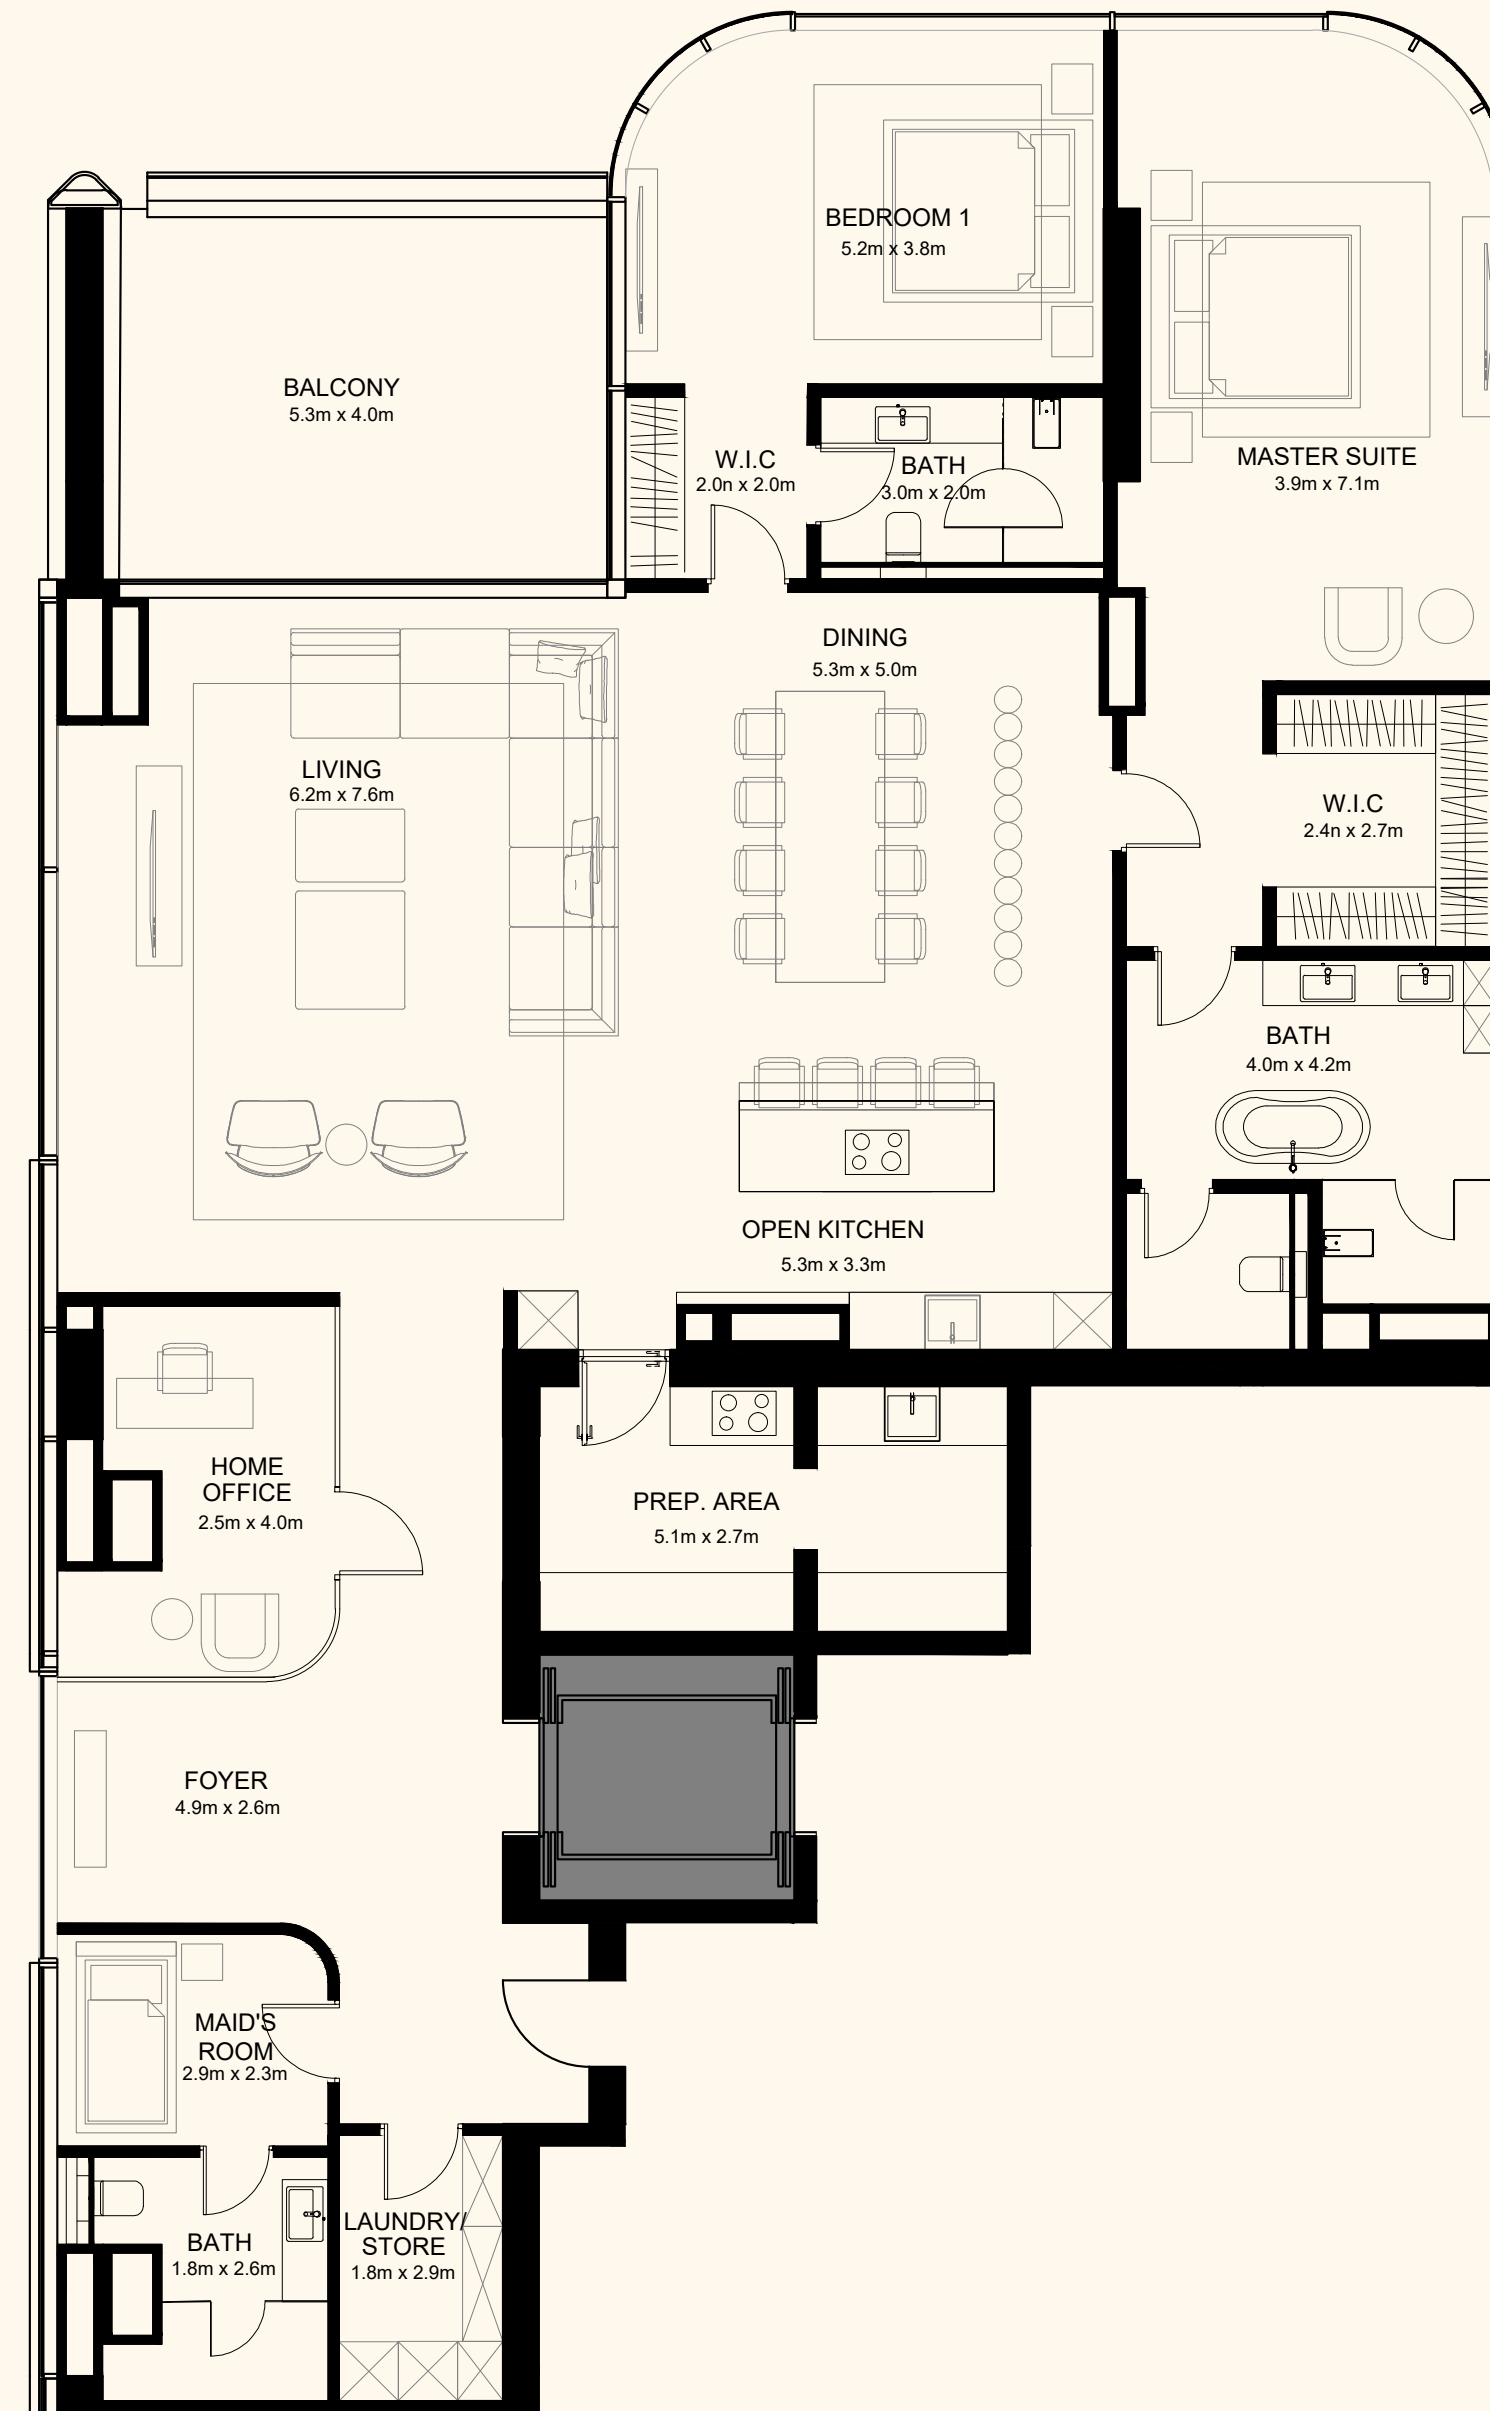 BEDROOM 1
5.2m x 3.8m
BALCONY
5.3m x 4.0m
W.I.C
2.0n x 2.0m
BATH
3.0m x 2.0m
MASTER SUITE
3.9m x 7.1m
DINING
5.3m x 5.0m
LIVING
6.2m x 7.6m
W.I.C
2.4n x 2.7m
BATH
4.0m x 4.2m
OPEN KITCHEN
5.3m x 3.3m
HOME
OFFICE
2.5m x 4.0m
PREP. AREA
5.1m x 2.7m
FOYER
4.9m x 2.6m
MAID'S
ROOM
2.9m x 2.3m
BATH
1.8m x 2.6m
LAUNDRY/
STORE
1.8m x 2.9m